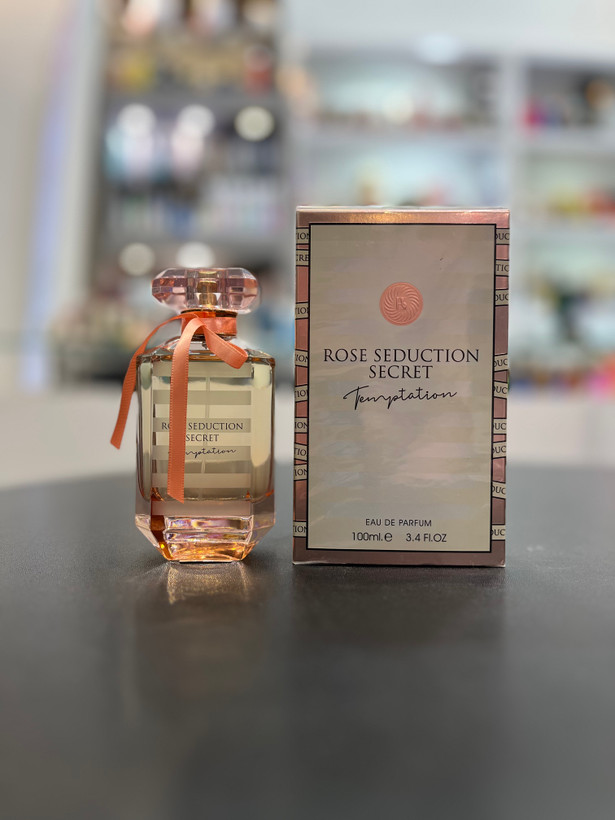 ROSE SEDUCTION
SECRET
Temptation
ROSE SEDUCTION
SECRET
Temptation
EAU DE PARFUM
100ml.e 3.4 FL.OZ